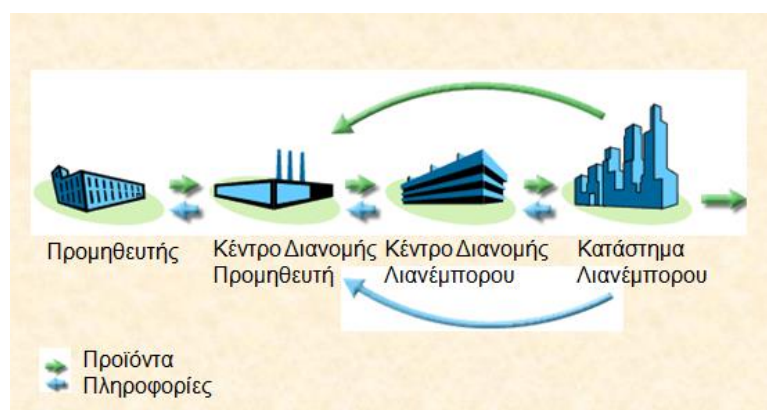 Προμηθευτής
Κέντρο Διανομής
Προμηθευτή
Κέντρο Διανομής
Λιανέμπορου
Κατάστημα
Λιανέμπορου
Προϊόντα
Πληροφορίες